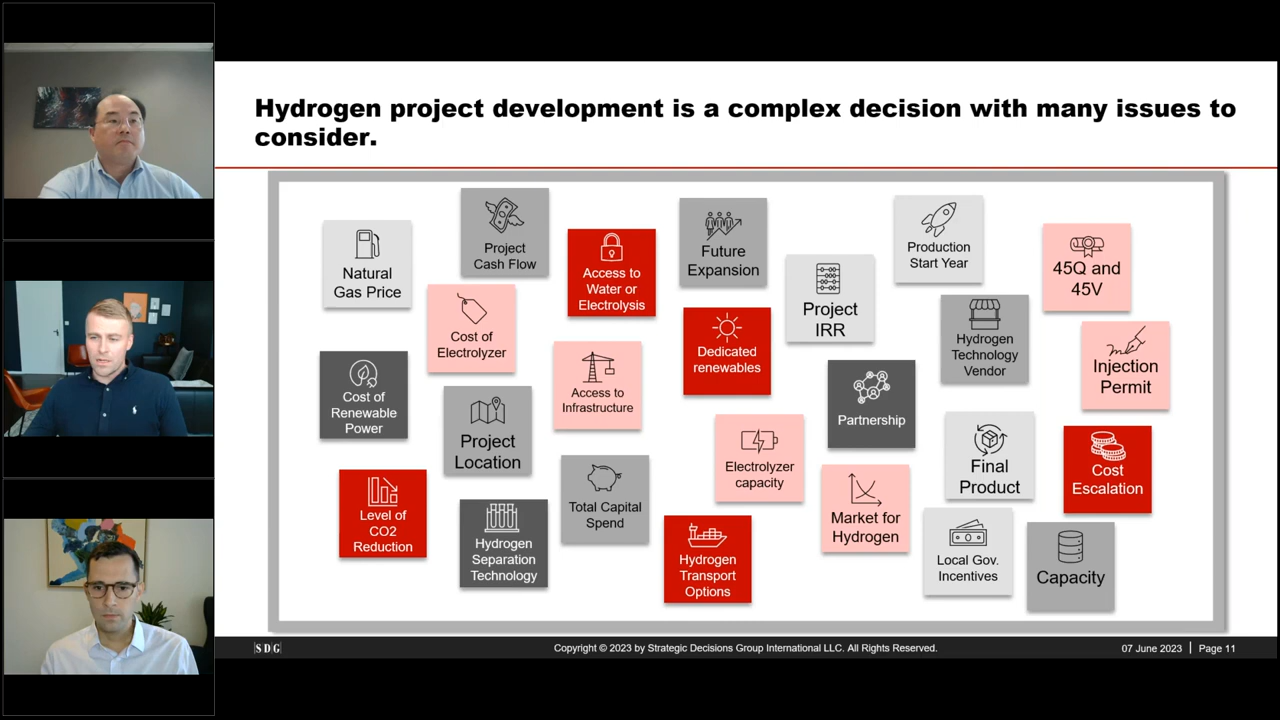 Hydrogen project development is a complex decision with many issues to
consider.
Natural
Gas Price
Project
Cash Flow
Access to
Water or
Electrolysis
Future
Expansion
Project
IRR
Production
Start Year
45Q and
45V
Cost of
Electrolyzer
Dedicated
renewables
Hydrogen
Technology
Vendor
Injection
Permit
Cost of
Renewable
Power
Project
Location
Access to
Infrastructure
Partnership
Electrolyzer
capacity
Final
Product
Cost
Escalation
Level of
CO2
Reduction
Hydrogen
Separation
Technology
Total Capital
Spend
Hydrogen
Transport
Options
Market for
Hydrogen
Local Gov.
Incentives
Capacity
SDG
Copyright © 2023 by Strategic Decisions Group International LLC. All Rights Reserved.
07 June 2023 | Page 11